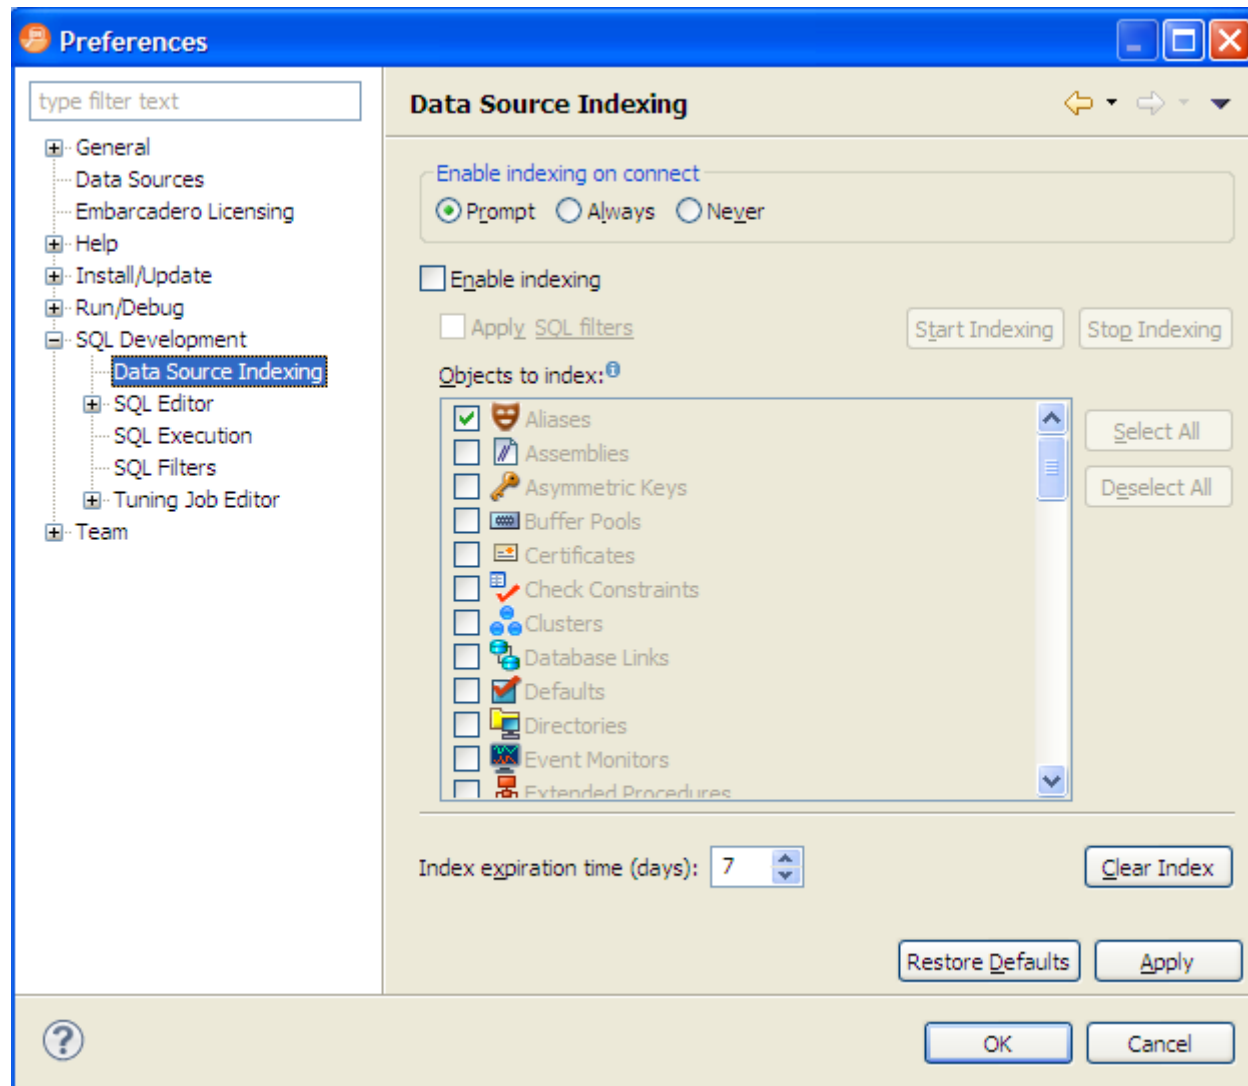 Preferences
type filter text
General
Data Sources
Embarcadero Licensing
Help
Install/Update
Run/Debug
SQL Development
Data Source Indexing
SQL Editor
SQL Execution
SQL Filters
Tuning Job Editor
Team
Data Source Indexing
Enable indexing on connect
Prompt Always Never
Enable indexing
Apply SQL filters Start Indexing Stop Indexing
Objects to index:
Aliases
Assemblies
Asymmetric Keys
Buffer Pools
Certificates
Check Constraints
Clusters
Database Links
Defaults
Directories
Event Monitors
Extended Procedures
Select All
Deselect All
Index expiration time (days): 7 Clear Index
Restore Defaults Apply
? OK Cancel